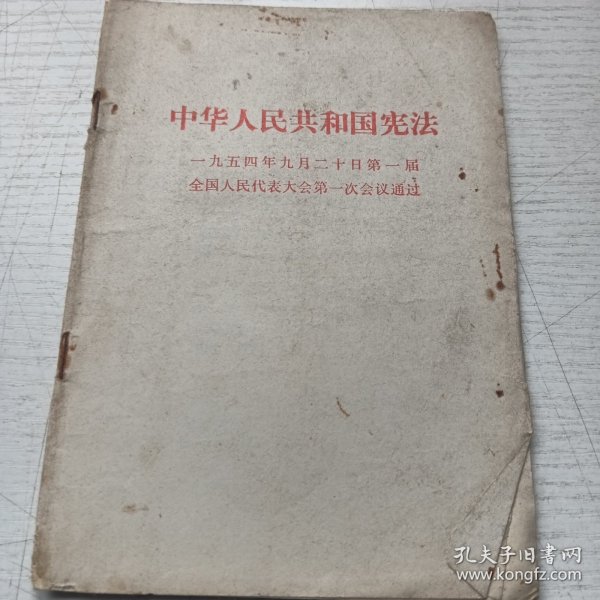 中华人民共和国宪法
一九五四年九月二十日第一届
全国人民代表大会第一次会议通过
孔夫子旧书网
www.kongfz.com